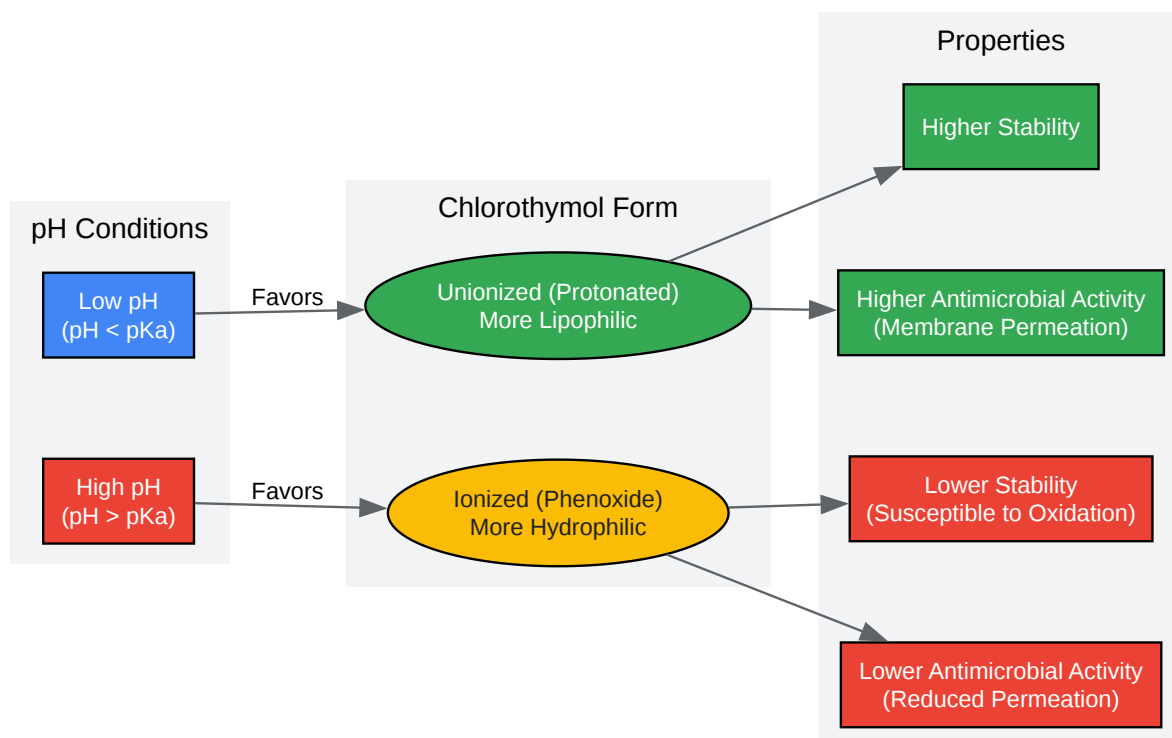 pH Conditions
Low pH
(pH < pKa)
High pH
(pH > pKa)
Favors
Favors
Chlorothymol Form
Unionized (Protonated)
More Lipophilic
Ionized (Phenoxide)
More Hydrophilic
Properties
Higher Stability
Higher Antimicrobial Activity
(Membrane Permeation)
Lower Stability
(Susceptible to Oxidation)
Lower Antimicrobial Activity
(Reduced Permeation)